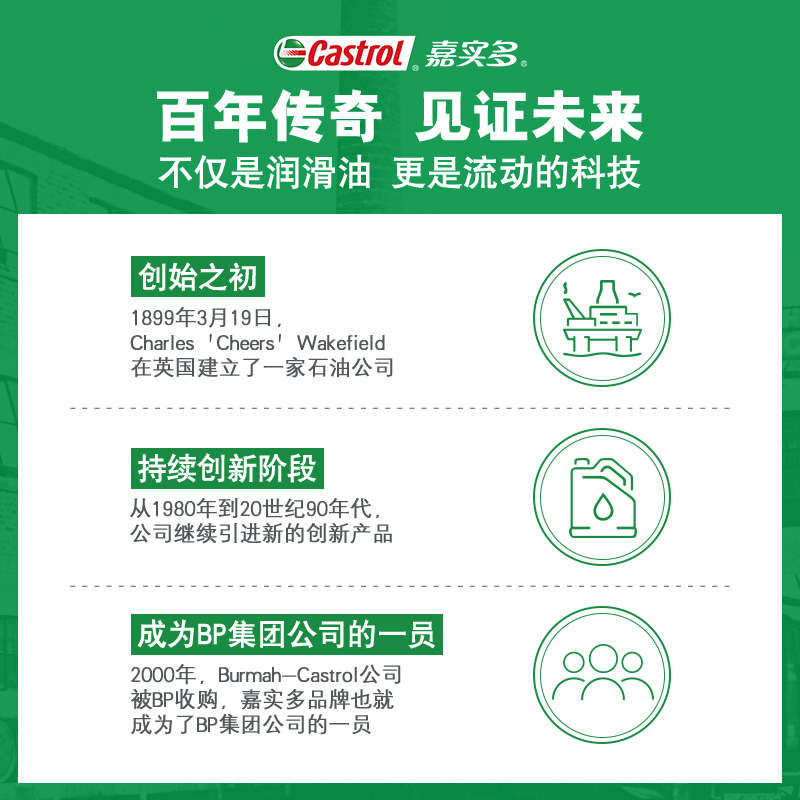 Castrol® 嘉实多®
百年传奇 见证未来
不仅是润滑油 更是流动的科技
创始之初
1899年3月19日,
Charles 'Cheers' Wakefield
在英国建立了一家石油公司
持续创新阶段
从1980年到20世纪90年代,
公司继续引进新的创新产品
成为BP集团公司的一员
2000年, Burmah-Castrol公司
被BP收购, 嘉实多品牌也就
成为了BP集团公司的一员